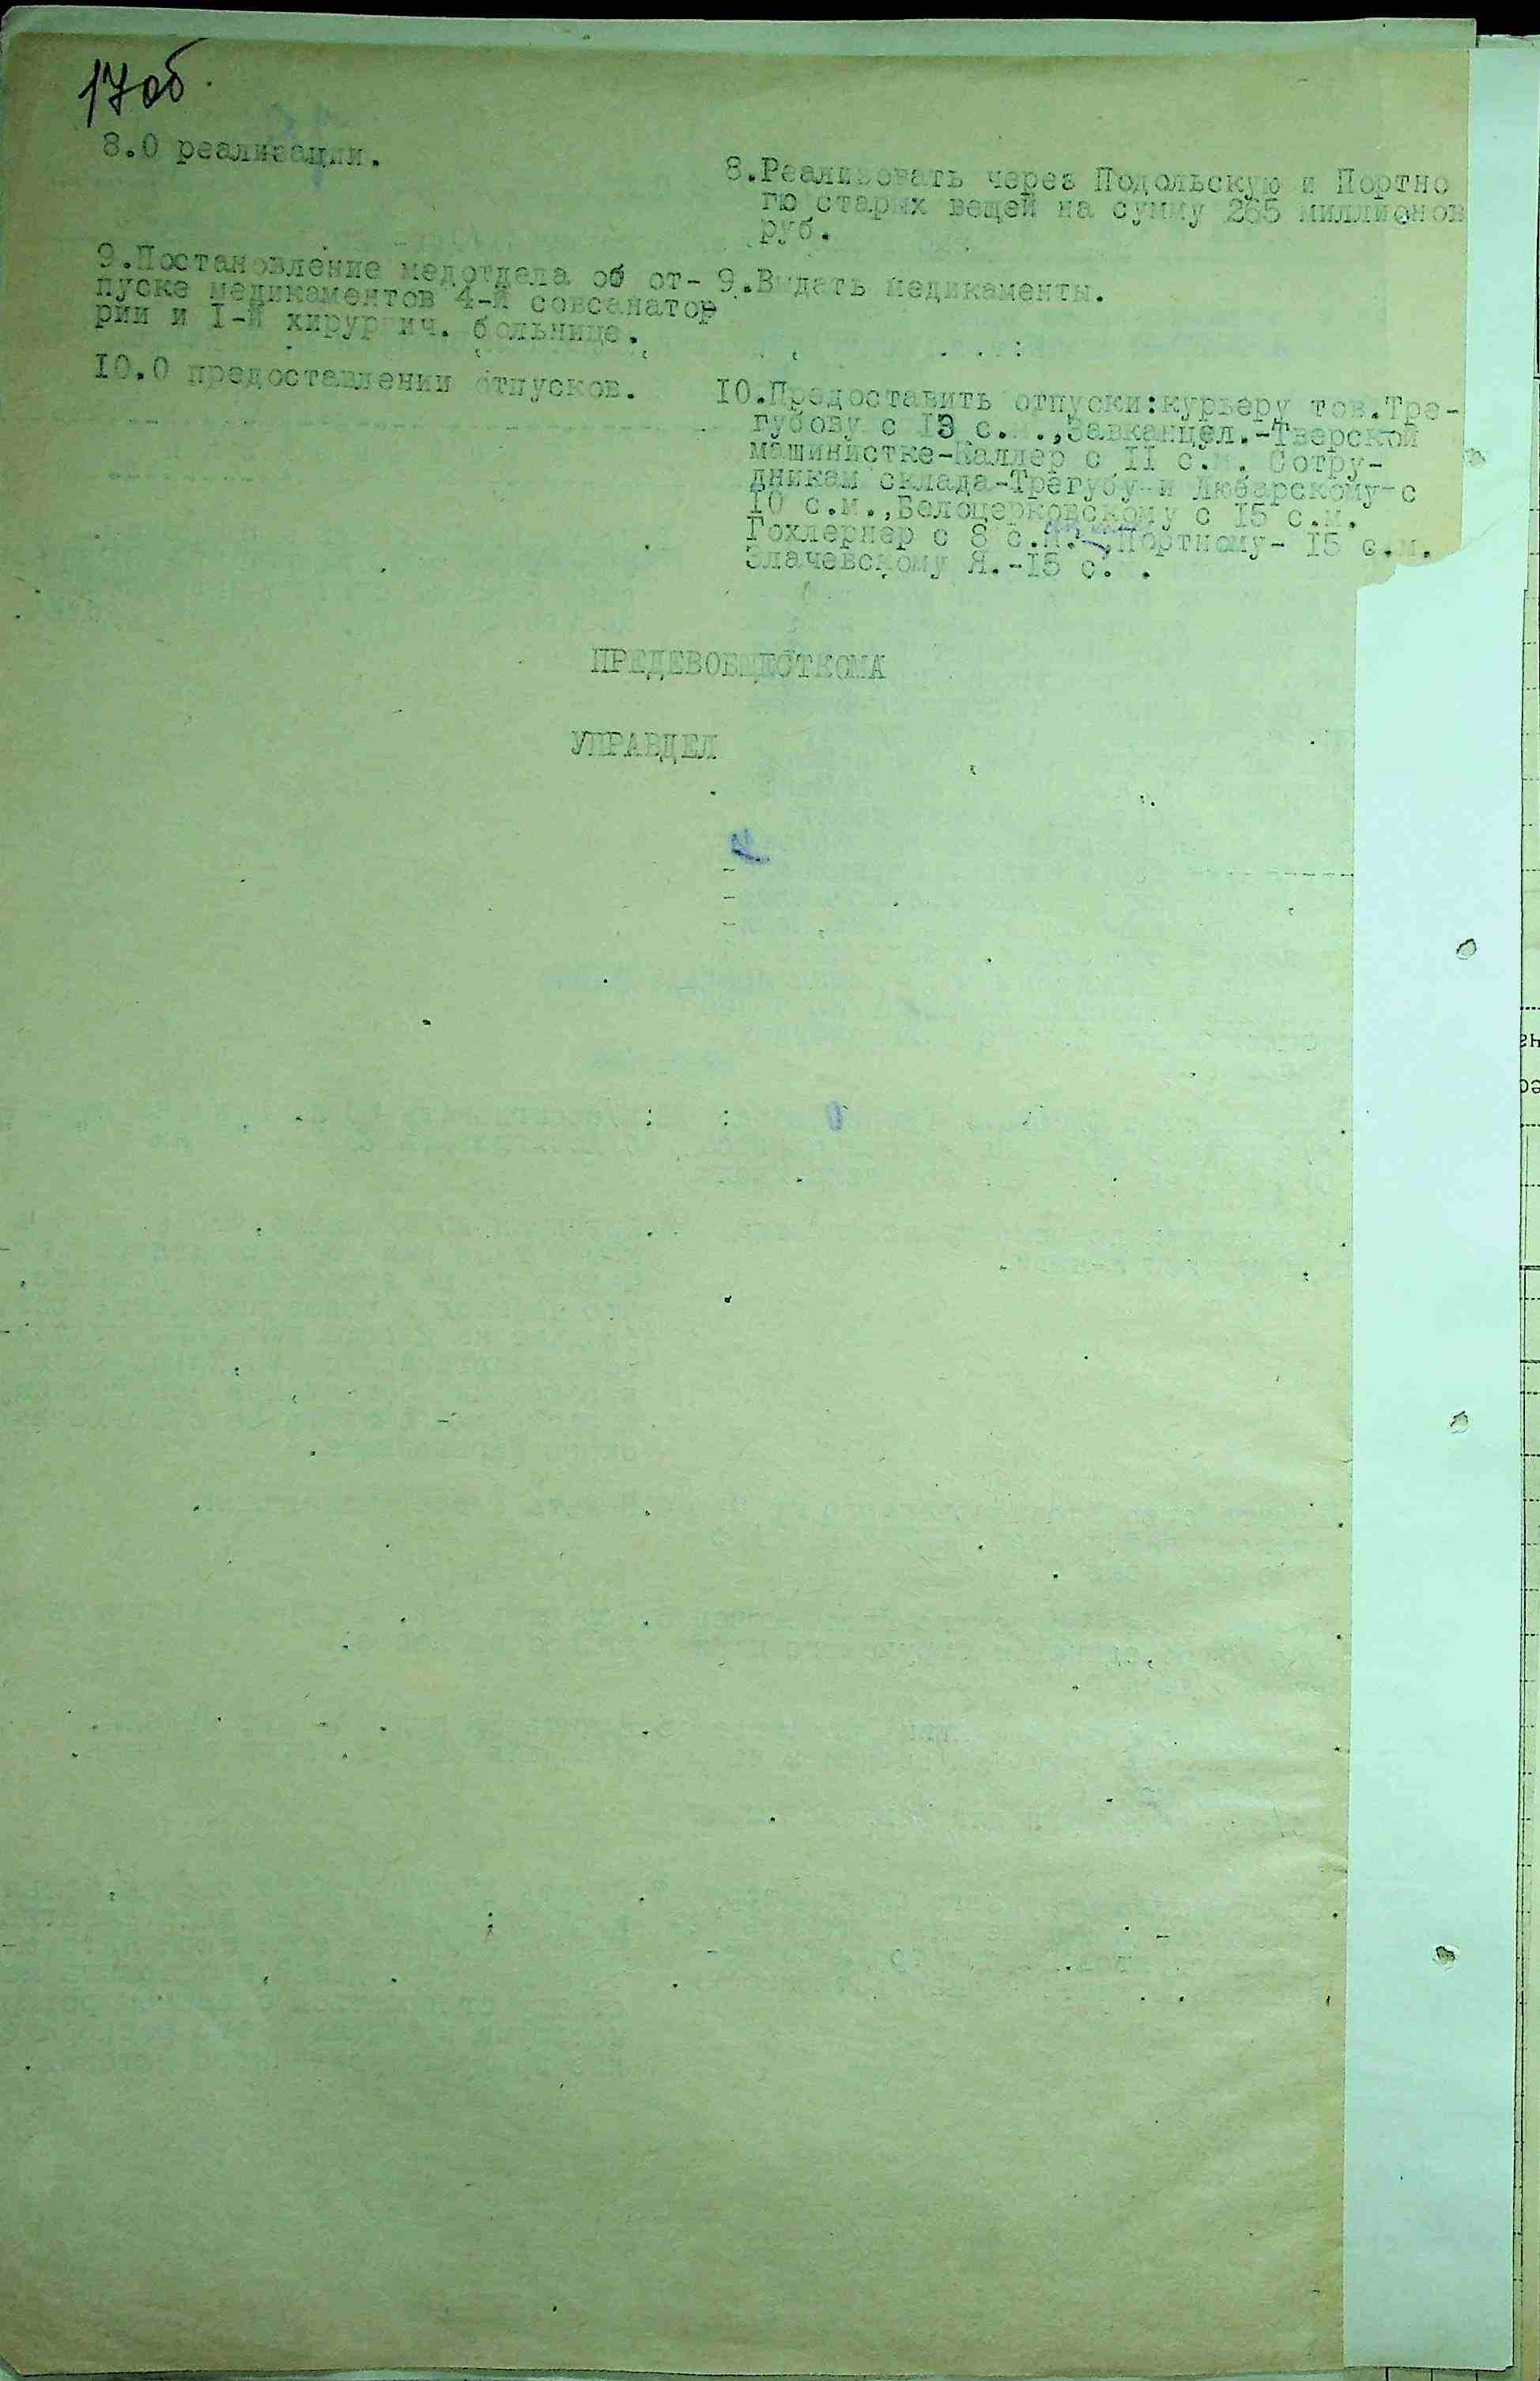 17об.
8.О реализации.
8.Реализовать через Подольскую и Портно
гю старых вещей на сумму 265 миллионов
руб.
9.Постановление медотдела об от-
пуске медикаментов 4-й совсанатор
рии и I-й хирургич. больнице.
9.Выдать медикаменты.
10.О предоставлении отпусков.
10.Предоставить отпуски:курьеру тов.Тре-
губову с 13 с.м.,Завканцел.-Тверской
машинистке-Каллер с II с.м. Сотру-
дникам склада-Трегубу-и Любарскому-с
10 с.м.,Белоцерковскому с 15 с.м.
Гохлернер с 8 с.м. ,Портному- 15 с.м.
Злачевскому Я.-15 с. .
ПРЕДЕВОБЩЕСТКОМА
УПРАВДЕЛ